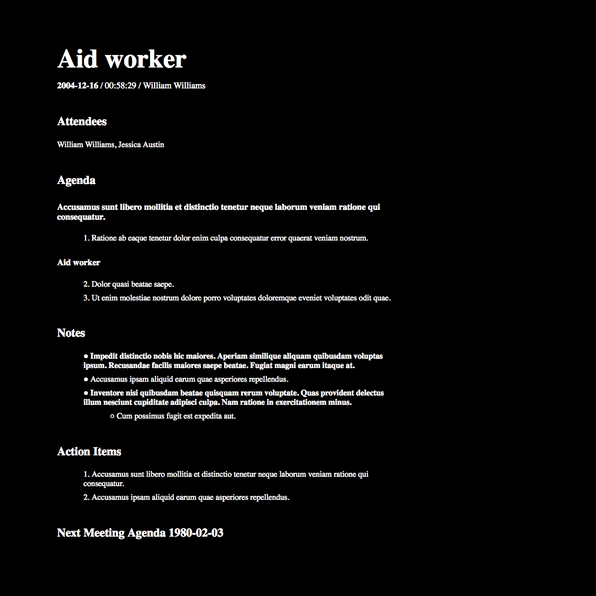 Aid worker
2004-12-16 / 00:58:29 / William Williams
Attendees
William Williams, Jessica Austin
Agenda
Accusamus sunt libero mollitia et distinctio tenetur neque laborum veniam ratione qui
consequatur.
1. Ratione ab eaque tenetur dolor enim culpa consequatur error quaerat veniam nostrum.
Aid worker
2. Dolor quasi beatae saepe.
3. Ut enim molestiae nostrum dolore porro voluptates doloremque eveniet voluptates odit quae.
Notes
● Impedit distinctio nobis hic maiores. Aperiam similique aliquam quibusdam voluptas
ipsum. Recusandae facilis maiores saepe beatae. Fugiat magni earum itaque at.
● Accusamus ipsam aliquid earum quae asperiores repellendus.
● Inventore nisi quibusdam beatae quisquam rerum voluptate. Quas provident delectus
illum nesciunt cupiditate adipisci culpa. Nam ratione in exercitationem minus.
○ Cum possimus fugit est expedita aut.
Action Items
1. Accusamus sunt libero mollitia et distinctio tenetur neque laborum veniam ratione qui
consequatur.
2. Accusamus ipsam aliquid earum quae asperiores repellendus.
Next Meeting Agenda 1980-02-03